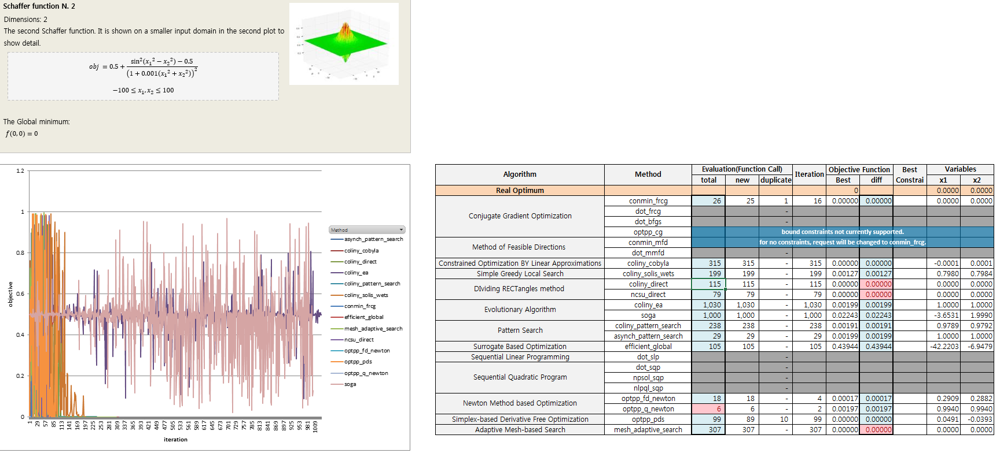 Schaffer function N. 2
Dimensions: 2
The second Schaffer function. It is shown on a smaller input domain in the second plot to
show detail.
obj = 0.5 + (sin²(x₁² − x₂²) − 0.5) / (1 + 0.001(x₁² + x₂²))²
−100 ≤ x₁, x₂ ≤ 100
The Global minimum:
f(0,0) = 0
1.2
1
0.8
0.6
0.4
0.2
0
objective
1 29 57 85 113 141 169 197 225 253 281 309 337 365 393 421 449 477 505 533 561 589 617 645 673 701 729 757 785 813 841 869 897 925 953 981 1009
iteration
Method
asynch_pattern_search
coliny_cobyla
coliny_direct
coliny_ea
coliny_pattern_search
coliny_solis_wets
conmin_frcg
efficient_global
mesh_adaptive_search
ncsu_direct
optpp_fd_newton
optpp_pds
optpp_q_newton
soga
Algorithm Method Evaluation(Function Call) Iteration Objective Function Best Constrai Variables
total new duplicate Best diff x1 x2
Real Optimum 0 0.0000 0.0000
Conjugate Gradient Optimization conmin_frcg 26 25 1 16 0.00000 0.00000 0.0000 0.0000
dot_frcg -
dot_bfgs -
optpp_cg bound constraints not currently supported.
Method of Feasible Directions conmin_mfd for no constraints, request will be changed to conmin_frcg.
dot_mmfd -
Constrained Optimization BY Linear Approximations coliny_cobyla 315 315 - 315 0.00000 0.00000 -0.0001 0.0001
Simple Greedy Local Search coliny_solis_wets 199 199 - 199 0.00127 0.00127 0.7980 0.7984
DIviding RECTangles method coliny_direct 115 115 - 115 0.00000 0.00000 0.0000 0.0000
ncsu_direct 79 79 - 79 0.00000 0.00000 0.0000 0.0000
Evolutionary Algorithm coliny_ea 1,030 1,030 - 1,030 0.00199 0.00199 1.0000 1.0000
soga 1,000 1,000 - 1,000 0.02243 0.02243 -3.6531 1.9990
Pattern Search coliny_pattern_search 238 238 - 238 0.00191 0.00191 0.9789 0.9792
asynch_pattern_search 29 29 - 29 0.00199 0.00199 1.0000 1.0000
Surrogate Based Optimization efficient_global 105 105 - 105 0.43944 0.43944 -42.2203 -6.9479
Sequential Linear Programming dot_slp -
Sequential Quadratic Program dot_sqp -
npsol_sqp -
nlpql_sqp -
Newton Method based Optimization optpp_fd_newton 18 18 - 4 0.00017 0.00017 0.2909 0.2882
optpp_q_newton 6 6 - 2 0.00197 0.00197 0.9940 0.9940
Simplex-based Derivative Free Optimization optpp_pds 99 89 10 99 0.00000 0.00000 0.0491 -0.0393
Adaptive Mesh-based Search mesh_adaptive_search 307 307 - 307 0.00000 0.00000 0.0000 0.0000